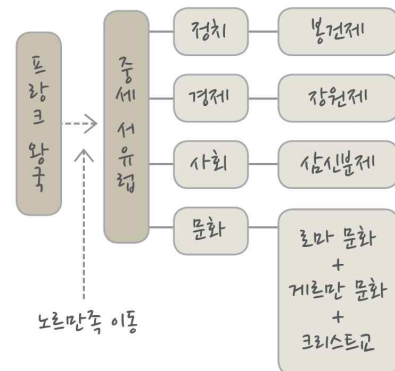 프랑크 왕국
중세 서유럽
정치
봉건제
경제
장원제
사회
삼신분제
문화
로마 문화
+
게르만 문화
+
크리스트교
노르만족 이동